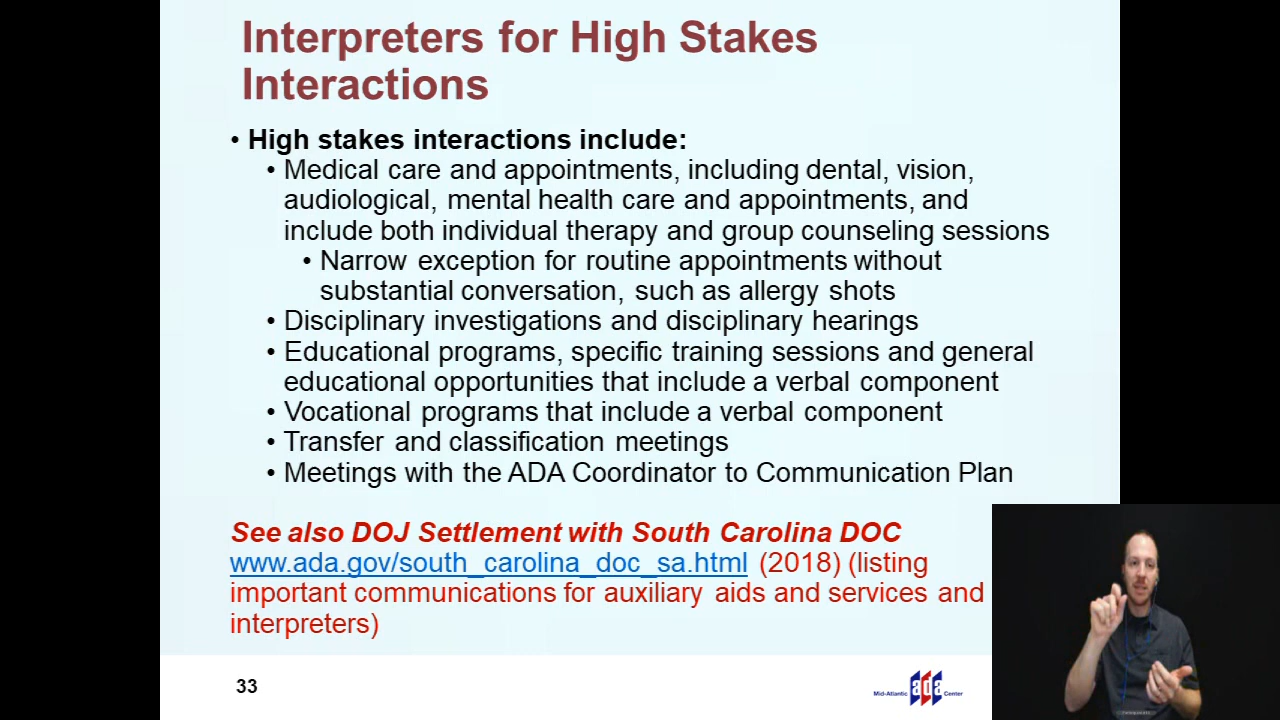 Interpreters for High Stakes
Interactions
• High stakes interactions include:
• Medical care and appointments, including dental, vision,
audiological, mental health care and appointments, and
include both individual therapy and group counseling sessions
• Narrow exception for routine appointments without
substantial conversation, such as allergy shots
• Disciplinary investigations and disciplinary hearings
• Educational programs, specific training sessions and general
educational opportunities that include a verbal component
• Vocational programs that include a verbal component
• Transfer and classification meetings
• Meetings with the ADA Coordinator to Communication Plan
See also DOJ Settlement with South Carolina DOC
www.ada.gov/south_carolina_doc_sa.html (2018) (listing
important communications for auxiliary aids and services and
interpreters)
33
Mid-Atlantic ada Center